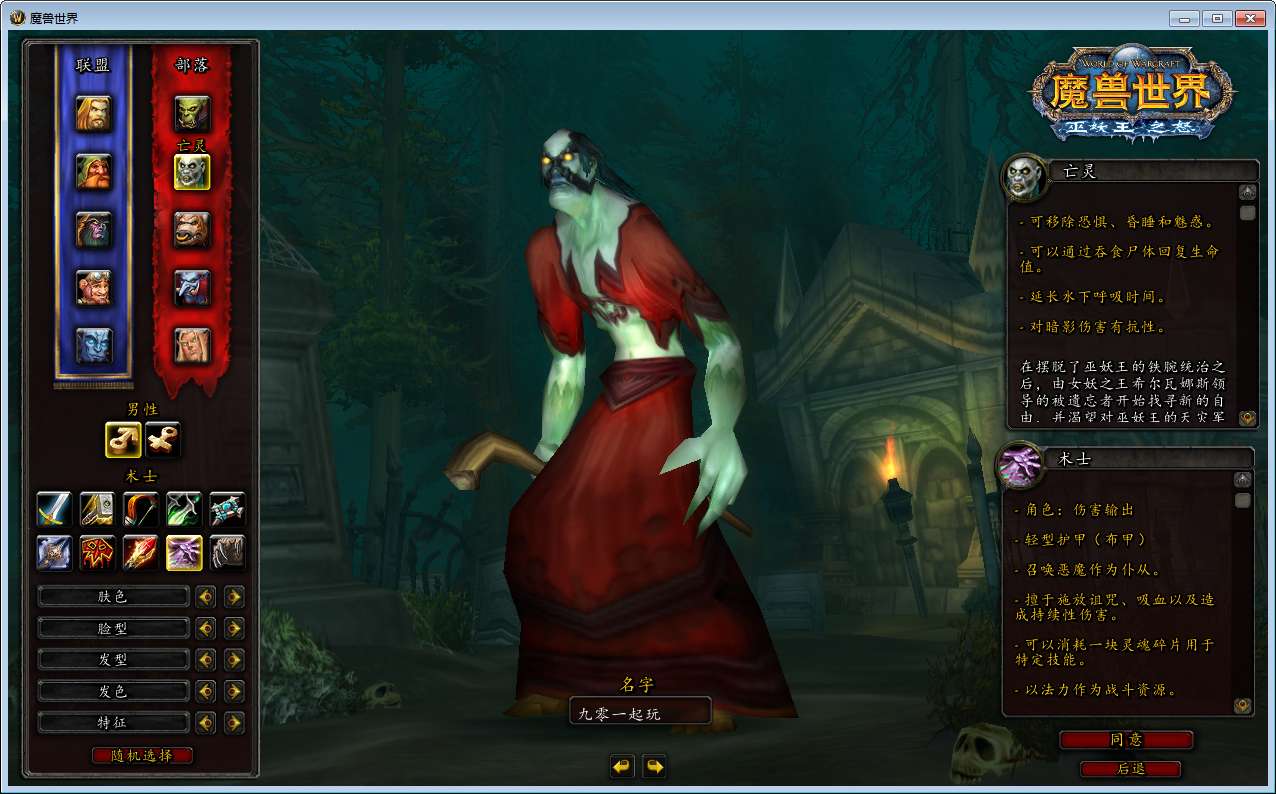 魔兽世界
联盟
部落
亡灵
男性
术士
肤色
脸型
发型
发色
特征
随机选择
名字
九零一起玩
WORLD OF WARCRAFT
魔兽世界
巫妖王之怒
亡灵
- 可移除恐惧、昏睡和魅惑。
- 可以通过吞食尸体回复生命
值。
- 延长水下呼吸时间。
- 对暗影伤害有抗性。
在摆脱了巫妖王的铁腕统治之
后，由女妖之王希尔瓦娜斯领
导的被遗忘者开始找寻新的自
由，并渴望对巫妖王的天灾军
术士
- 角色：伤害输出
- 轻型护甲（布甲）
- 召唤恶魔作为仆从。
- 擅于施放诅咒、吸血以及造
成持续性伤害。
- 可以消耗一块灵魂碎片用于
特定技能。
- 以法力作为战斗资源。
同意
后退